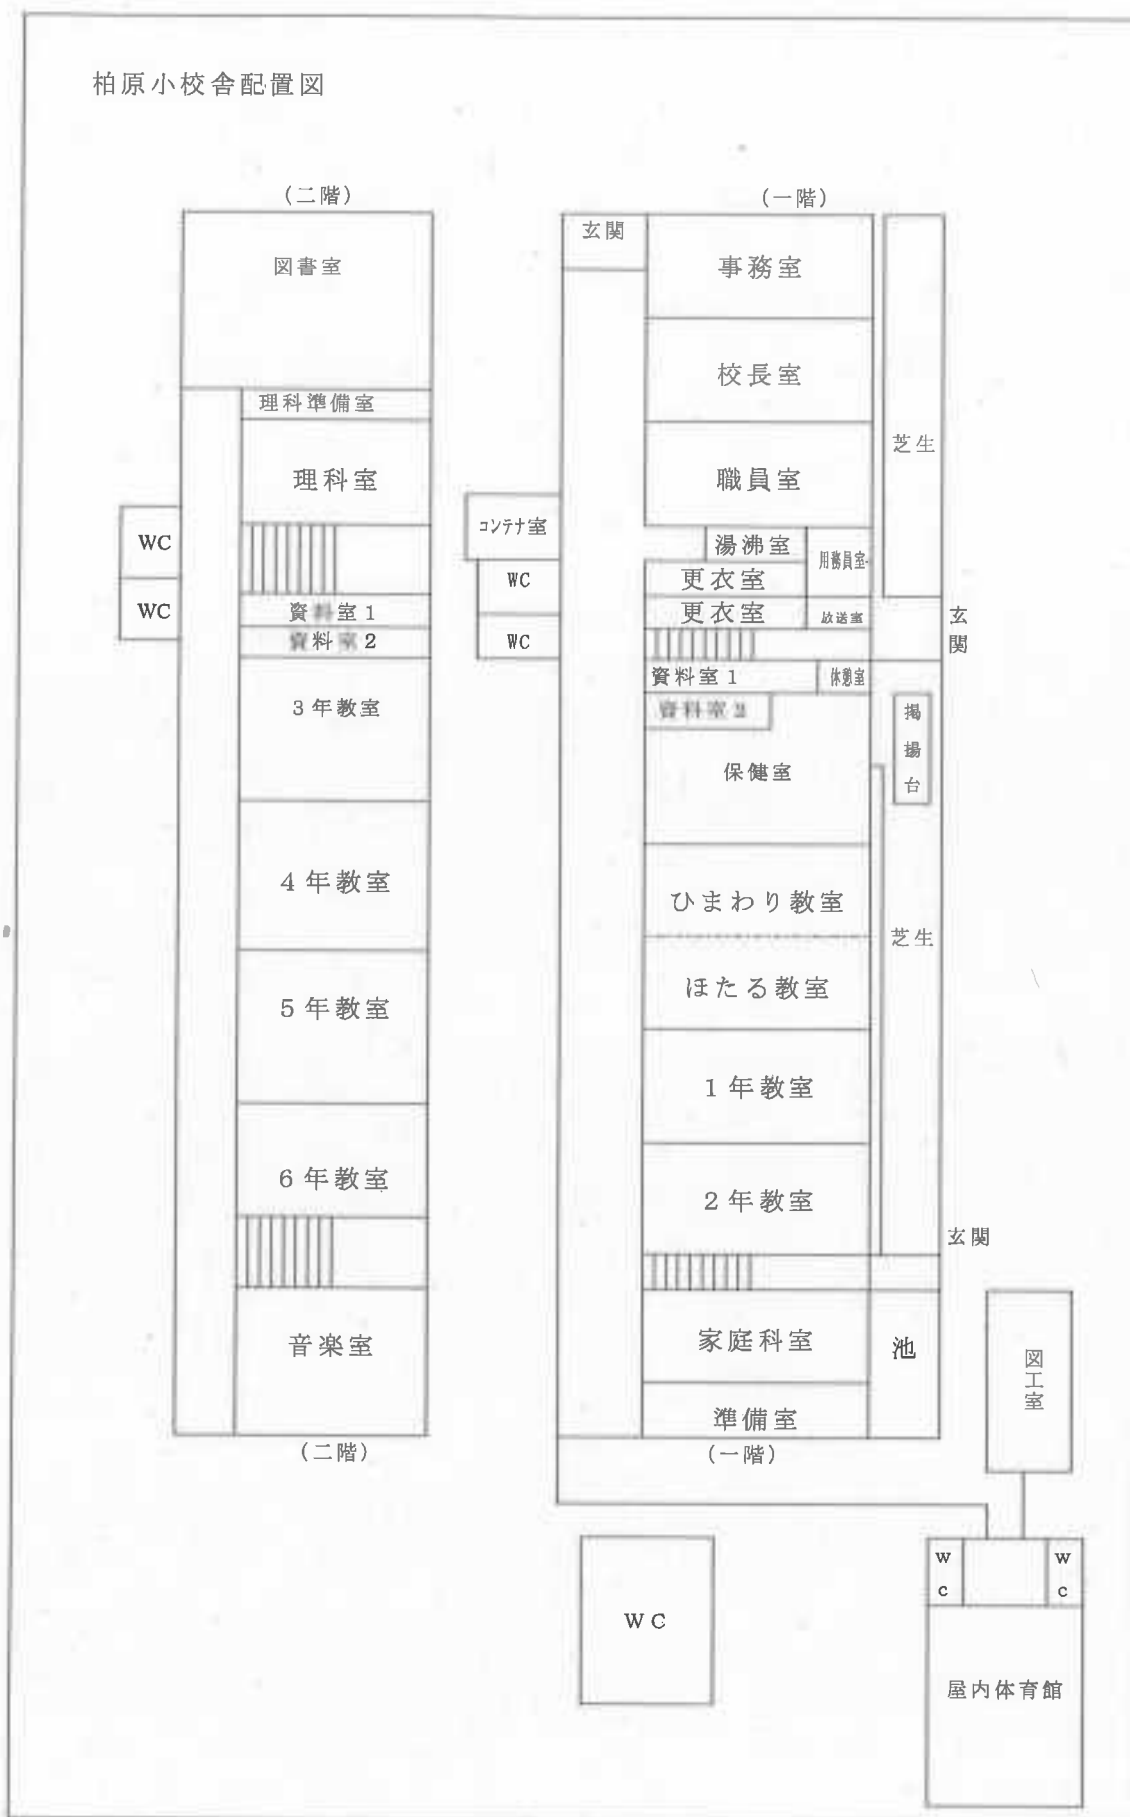 柏原小校舎配置図
(二階)
図書室
理科準備室
理科室
WC
WC
資料室1
資料室2
3年教室
4年教室
5年教室
6年教室
音楽室
(二階)
(一階)
玄関
事務室
校長室
職員室
芝生
コンテナ室
湯沸室
用務員室
WC
更衣室
更衣室
放送室
玄関
WC
資料室1
休憩室
資料室2
掲揚台
保健室
ひまわり教室
芝生
ほたる教室
1年教室
2年教室
玄関
家庭科室
池
図工室
準備室
(一階)
WC
WC
WC
屋内体育館